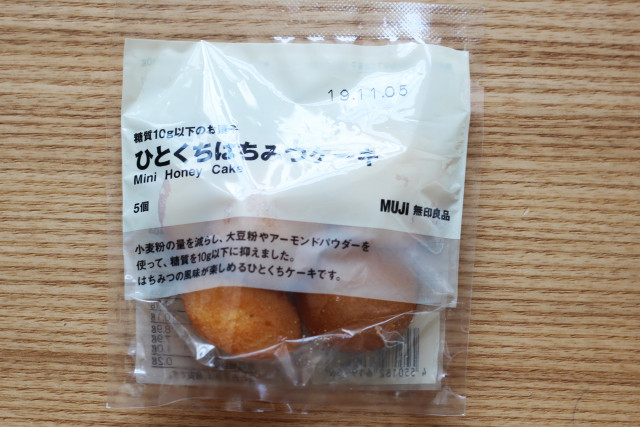 19.11.05
糖質10g以下のお菓子
ひとくちはちみつケーキ
Mini Honey Cake
5個
MUJI 無印良品
小麦粉の量を減らし、大豆粉やアーモンドパウダーを
使って、糖質を10g以下に抑えました。
はちみつの風味が楽しめるひとくちケーキです。